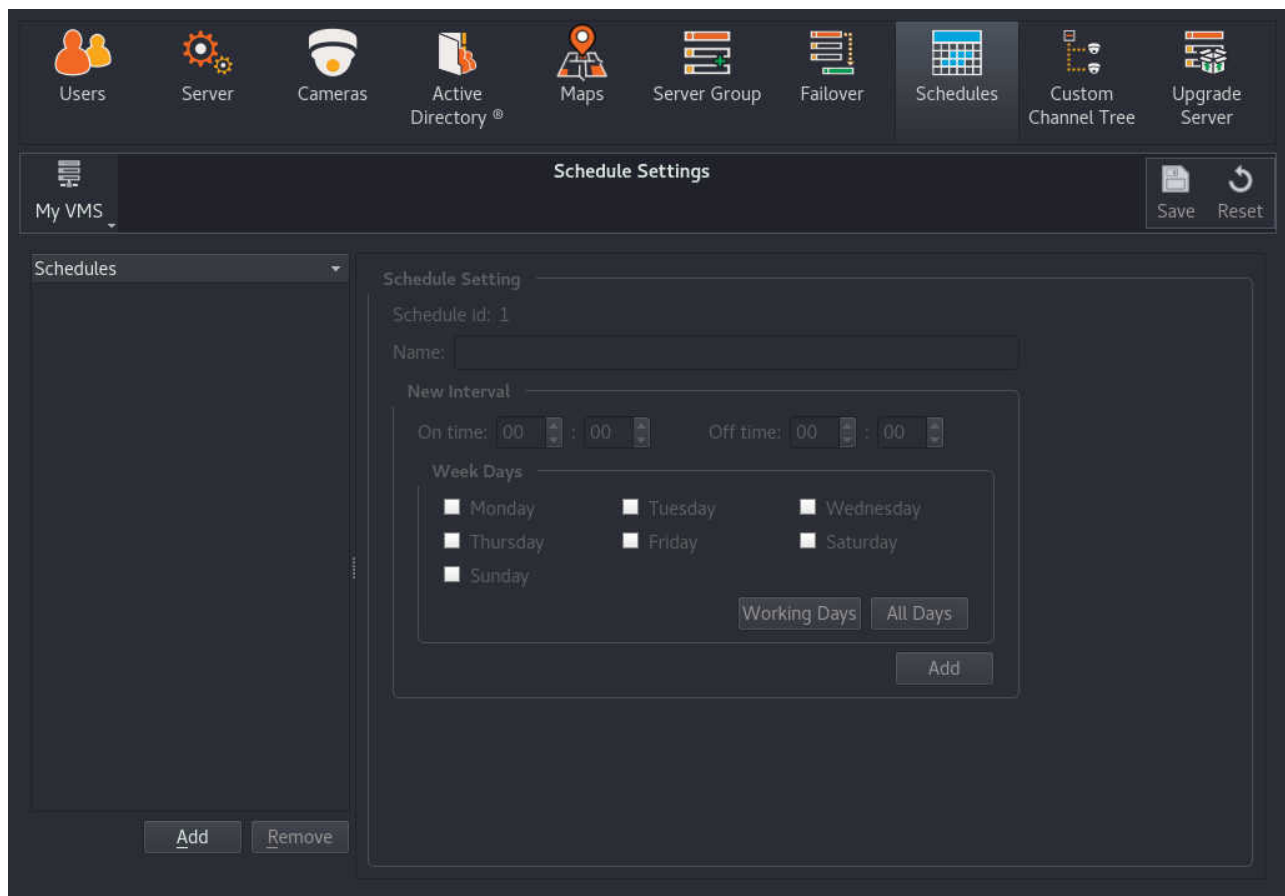 Users
Server
Cameras
Active
Directory ®
Maps
Server Group
Failover
Schedules
Custom
Channel Tree
Upgrade
Server
My VMS
Schedule Settings
Save
Reset
Schedules
Schedule Setting
Schedule id: 1
Name:
New Interval
On time: 00 : 00 Off time: 00 : 00
Week Days
Monday Tuesday Wednesday
Thursday Friday Saturday
Sunday
Working Days All Days
Add
Add Remove